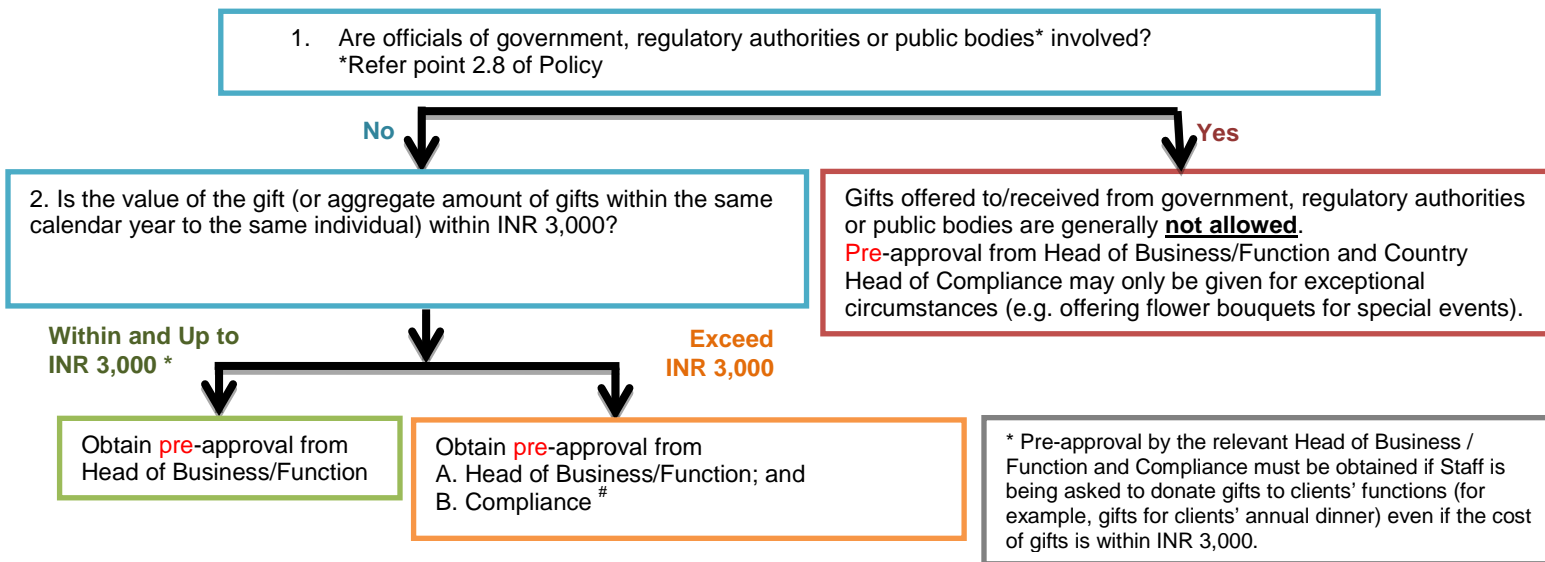 1. Are officials of government, regulatory authorities or public bodies* involved?
*Refer point 2.8 of Policy
No
Yes
2. Is the value of the gift (or aggregate amount of gifts within the same
calendar year to the same individual) within INR 3,000?
Gifts offered to/received from government, regulatory authorities
or public bodies are generally not allowed.
Pre-approval from Head of Business/Function and Country
Head of Compliance may only be given for exceptional
circumstances (e.g. offering flower bouquets for special events).
Within and Up to
INR 3,000 *
Exceed
INR 3,000
Obtain pre-approval from
Head of Business/Function
Obtain pre-approval from
A. Head of Business/Function; and
B. Compliance #
* Pre-approval by the relevant Head of Business /
Function and Compliance must be obtained if Staff is
being asked to donate gifts to clients' functions (for
example, gifts for clients' annual dinner) even if the cost
of gifts is within INR 3,000.